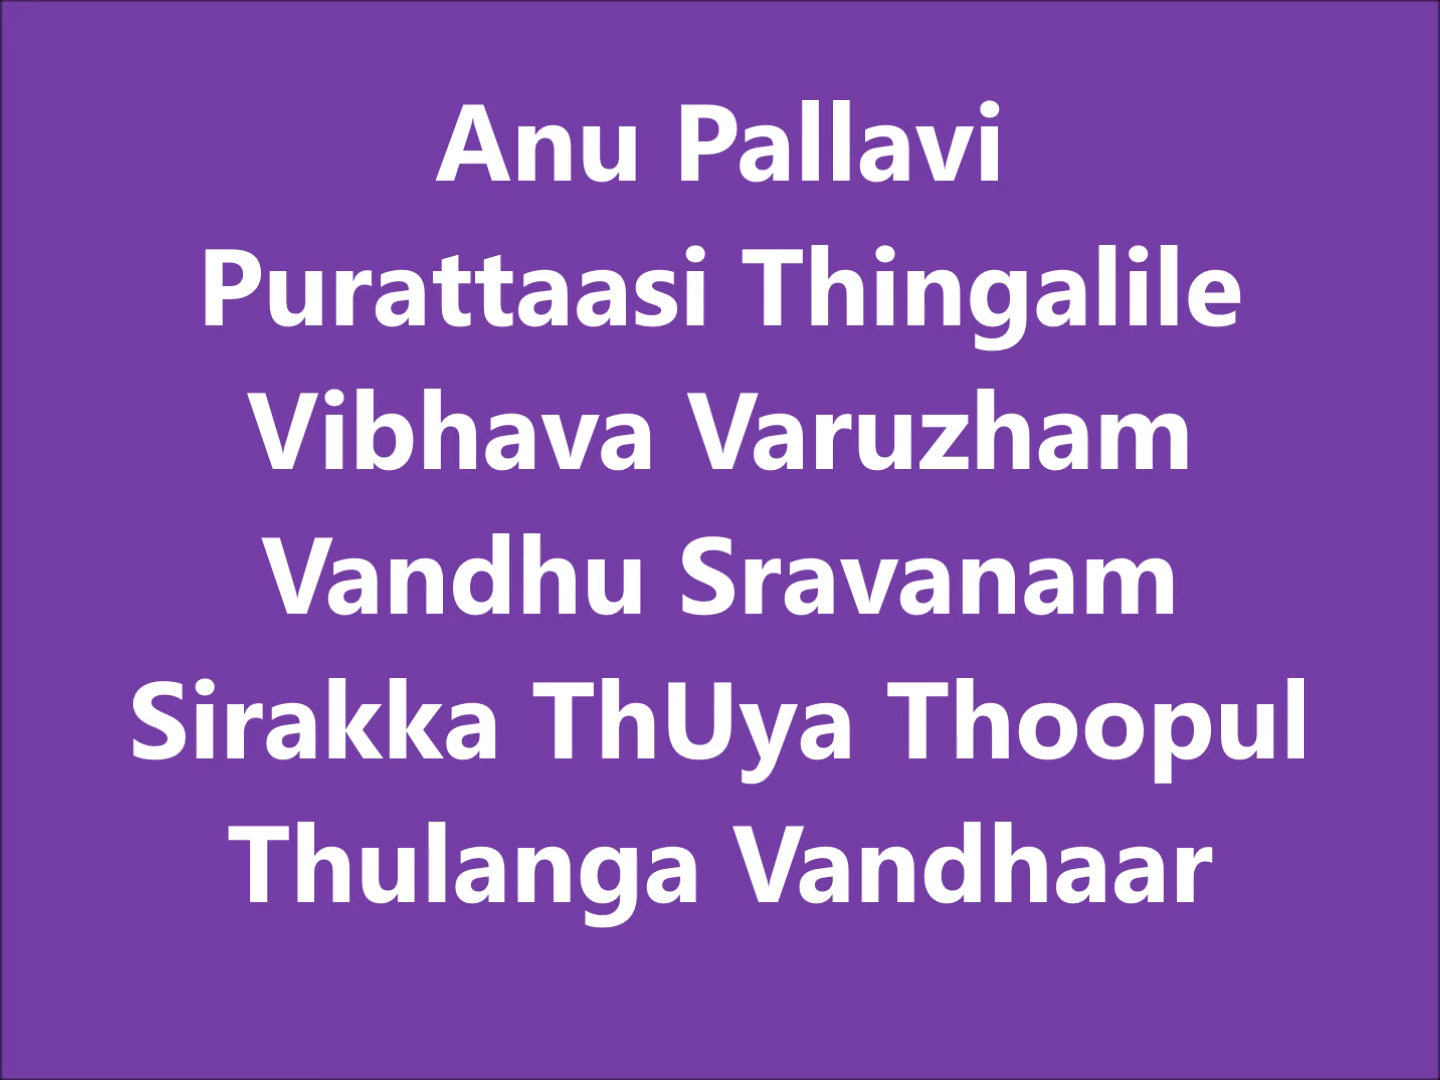 Anu Pallavi
Purattaasi Thingalile
Vibhava Varuzham
Vandhu Sravanam
Sirakka ThUya Thoopul
Thulanga Vandhaar